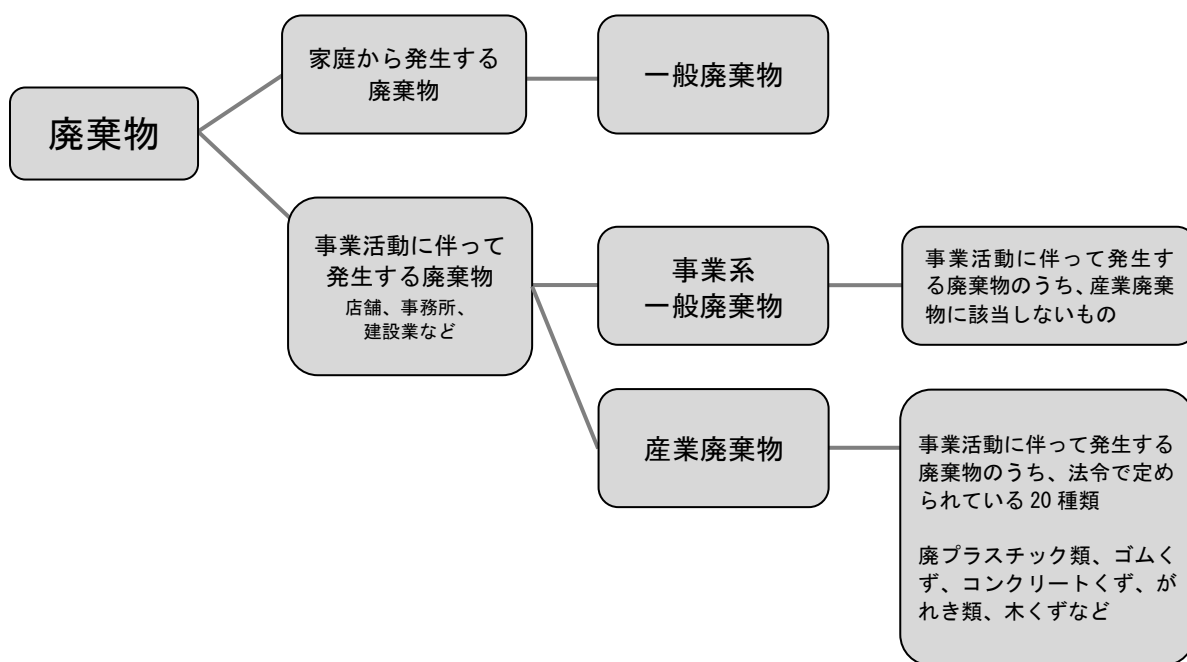 廃棄物
家庭から発生する
廃棄物
一般廃棄物
事業活動に伴って
発生する廃棄物
店舗、事務所、
建設業など
事業系
一般廃棄物
事業活動に伴って発生す
る廃棄物のうち、産業廃棄
物に該当しないもの
産業廃棄物
事業活動に伴って発生する
廃棄物のうち、法令で定め
られている 20 種類
廃プラスチック類、ゴムく
ず、コンクリートくず、が
れき類、木くずなど